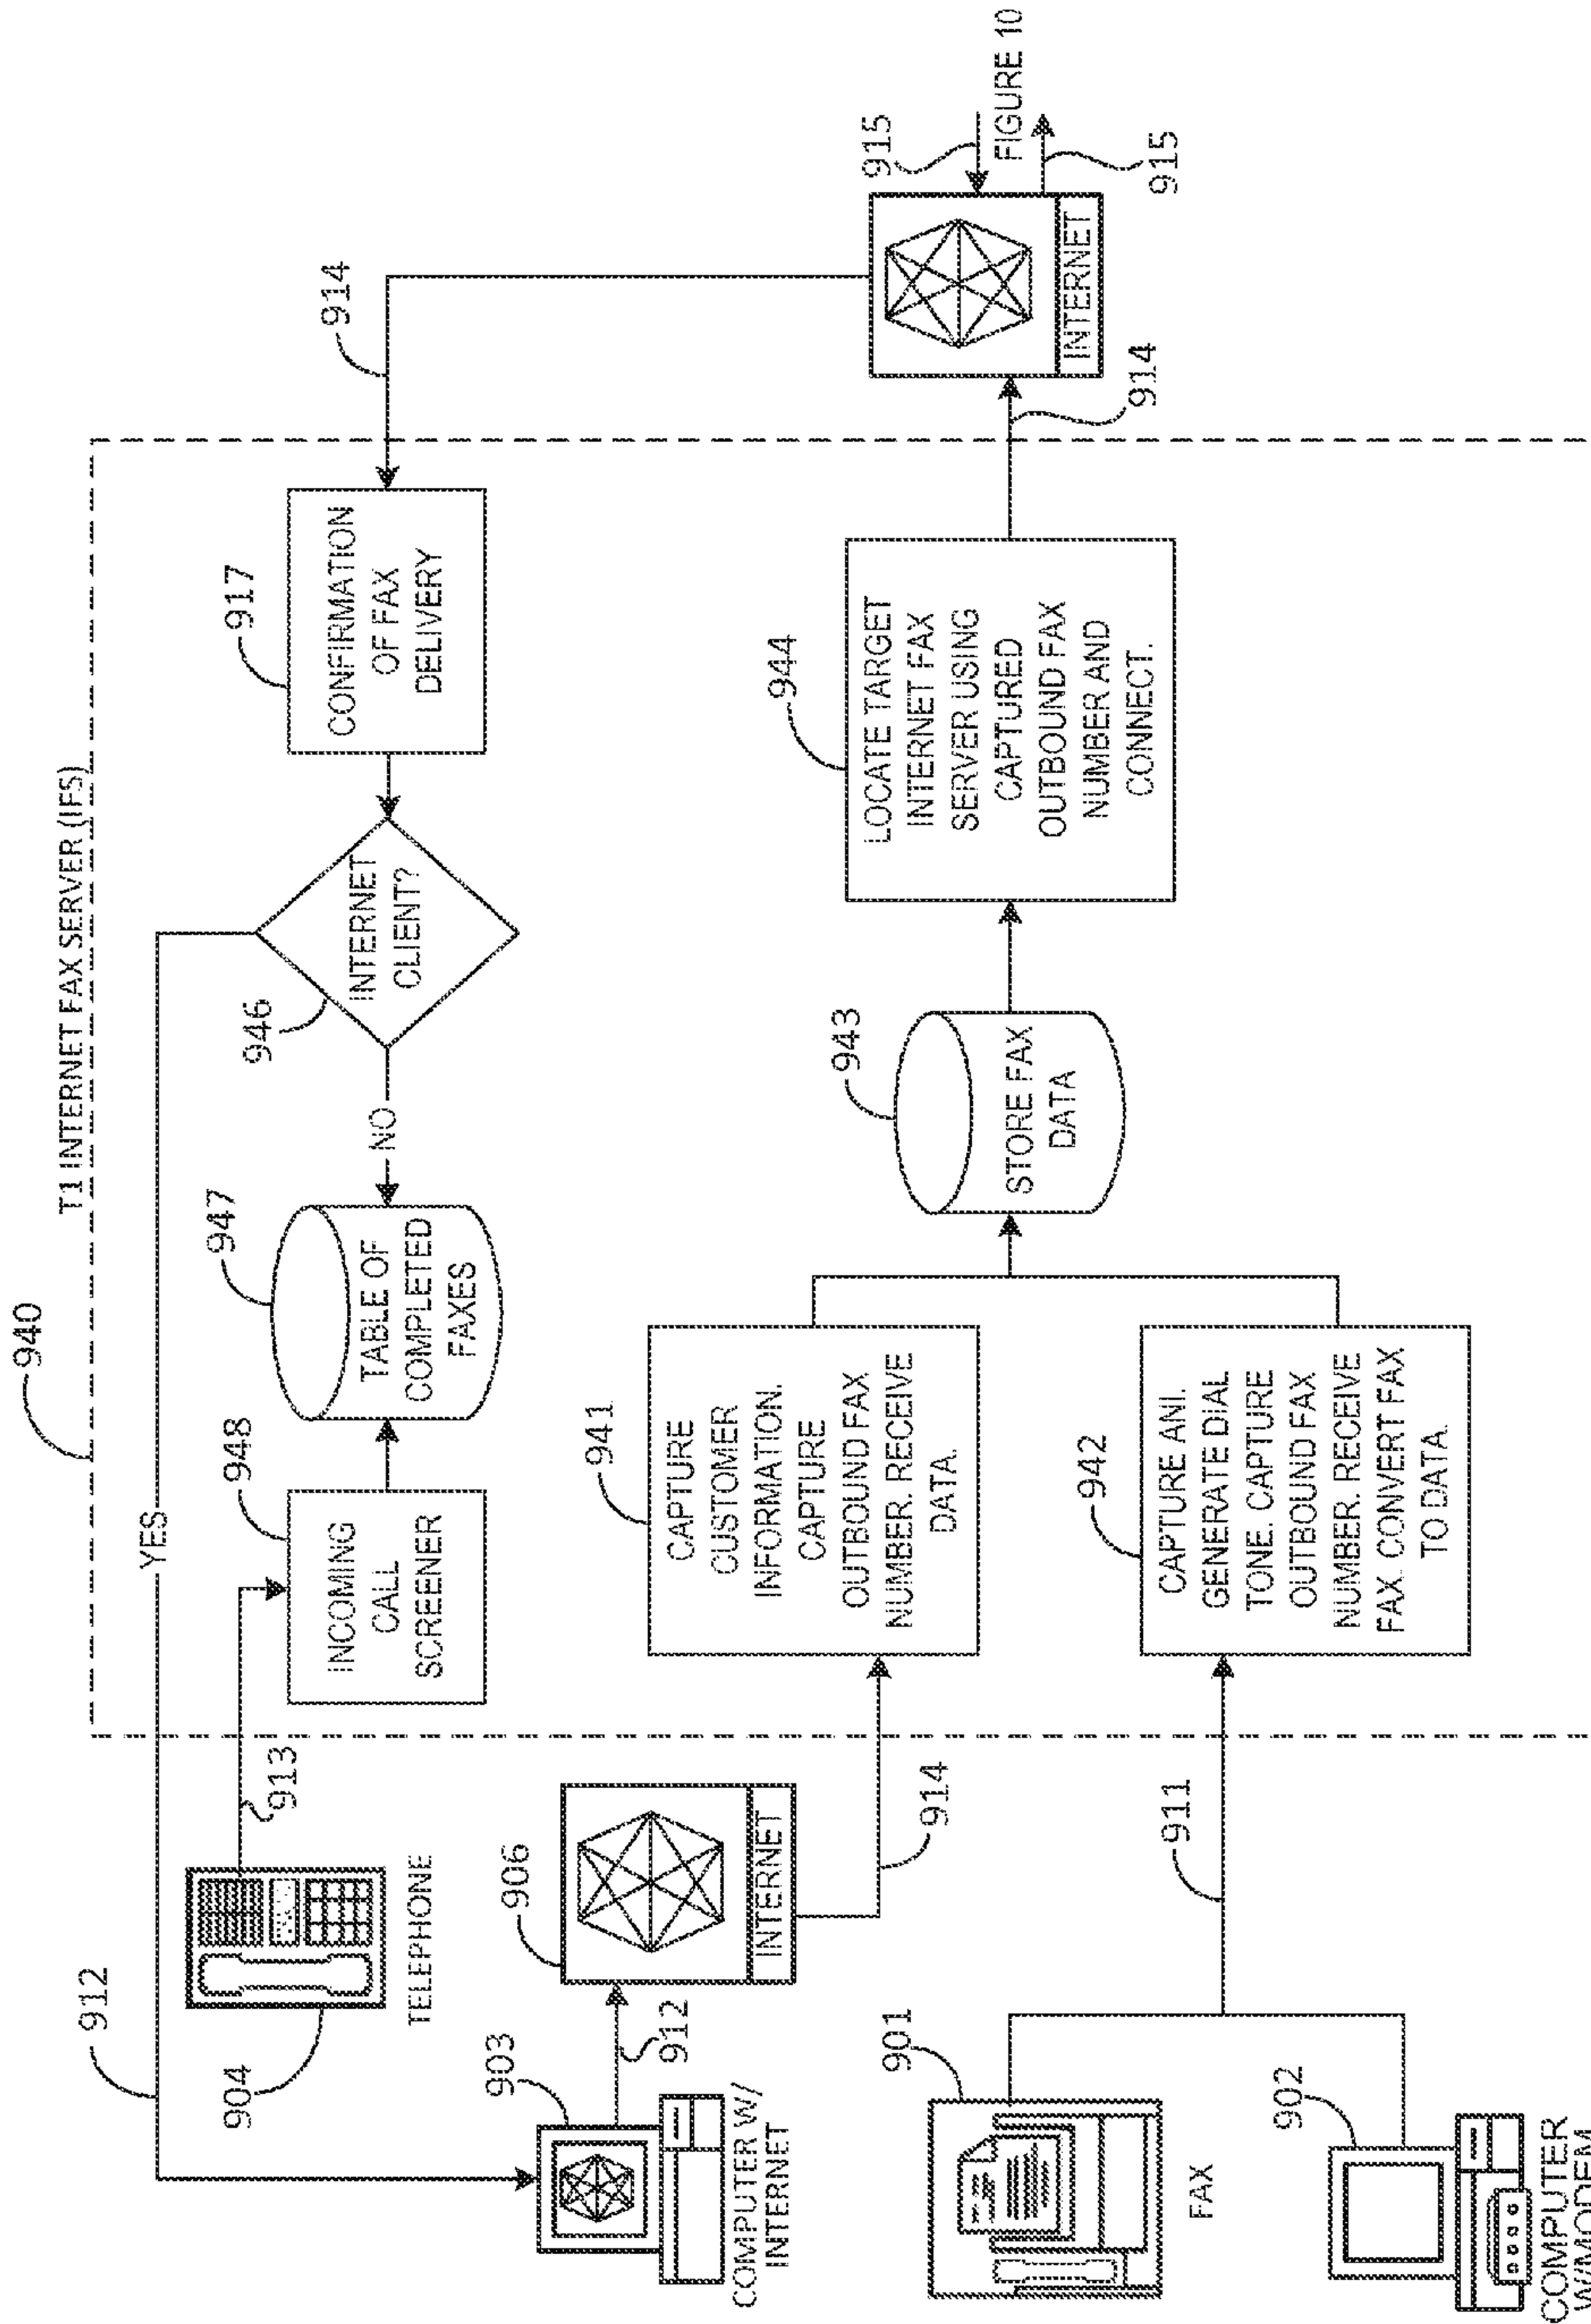 940
T1 INTERNET FAX SERVER (IFS)
912
YES
914
904
TELEPHONE
913
948
INCOMING
CALL
SCREENER
947
TABLE OF
COMPLETED
FAXES
NO
946
INTERNET
CLIENT?
917
CONFIRMATION
OF FAX
DELIVERY
903
COMPUTER W/
INTERNET
912
906
INTERNET
914
941
CAPTURE
CUSTOMER
INFORMATION.
CAPTURE
OUTBOUND FAX
NUMBER. RECEIVE
DATA.
943
STORE FAX
DATA
944
LOCATE TARGET
INTERNET FAX
SERVER USING
CAPTURED
OUTBOUND FAX
NUMBER AND
CONNECT.
914
INTERNET
915
FIGURE 10
915
901
FAX
902
COMPUTER
W/MODEM
911
942
CAPTURE ANI.
GENERATE DIAL
TONE. CAPTURE
OUTBOUND FAX
NUMBER. RECEIVE
FAX. CONVERT FAX
TO DATA.